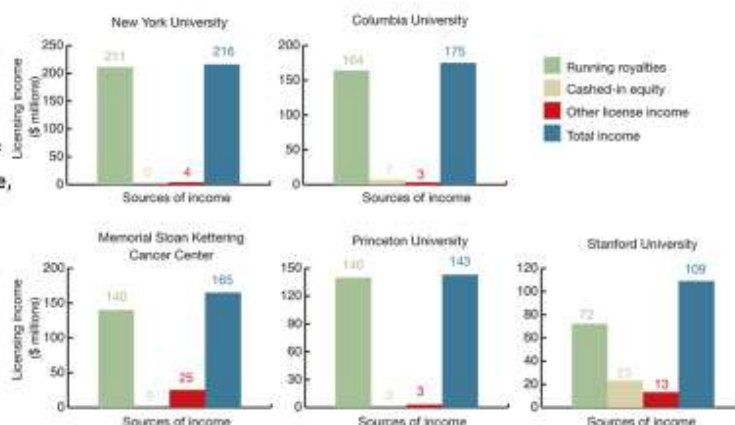 New York University
Licensing income
($ millions)
250
200
150
100
50
0
211
0
4
216
Sources of income
Columbia University
200
150
100
50
0
164
7
3
175
Sources of income
Running royalties
Cashed-in equity
Other license income
Total income
e,
Memorial Sloan Kettering
Cancer Center
Licensing income
($ millions)
200
150
100
50
0
140
0
25
165
Sources of income
Princeton University
150
120
90
60
30
0
140
0
3
143
Sources of income
Stanford University
120
100
80
60
40
20
0
72
23
13
109
Sources of income